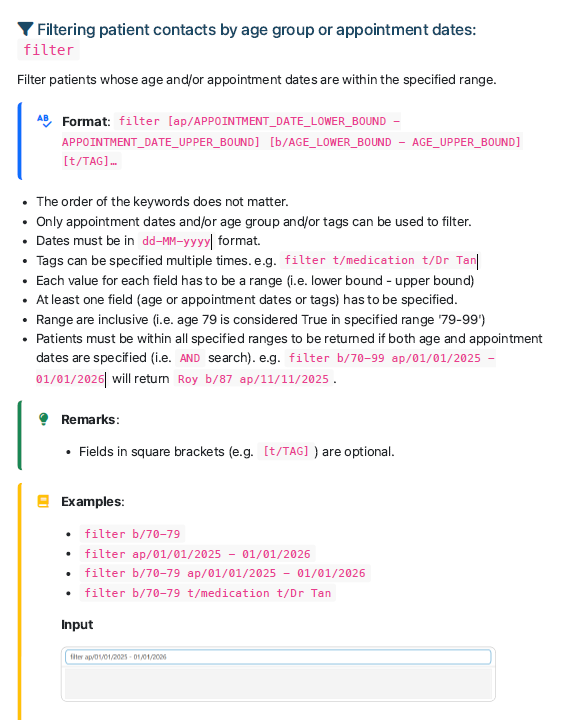 Filtering patient contacts by age group or appointment dates:
filter
Filter patients whose age and/or appointment dates are within the specified range.
Format: filter [ap/APPOINTMENT_DATE_LOWER_BOUND –
APPOINTMENT_DATE_UPPER_BOUND] [b/AGE_LOWER_BOUND – AGE_UPPER_BOUND]
[t/TAG]…
• The order of the keywords does not matter.
• Only appointment dates and/or age group and/or tags can be used to filter.
• Dates must be in dd-MM-yyyy format.
• Tags can be specified multiple times. e.g. filter t/medication t/Dr Tan
• Each value for each field has to be a range (i.e. lower bound - upper bound)
• At least one field (age or appointment dates or tags) has to be specified.
• Range are inclusive (i.e. age 79 is considered True in specified range '79-99')
• Patients must be within all specified ranges to be returned if both age and appointment
dates are specified (i.e. AND search). e.g. filter b/70-99 ap/01/01/2025 –
01/01/2026 will return Roy b/87 ap/11/11/2025.
Remarks:
• Fields in square brackets (e.g. [t/TAG]) are optional.
Examples:
• filter b/70-79
• filter ap/01/01/2025 – 01/01/2026
• filter b/70-79 ap/01/01/2025 – 01/01/2026
• filter b/70-79 t/medication t/Dr Tan
Input
filter ap/01/01/2025 - 01/01/2026